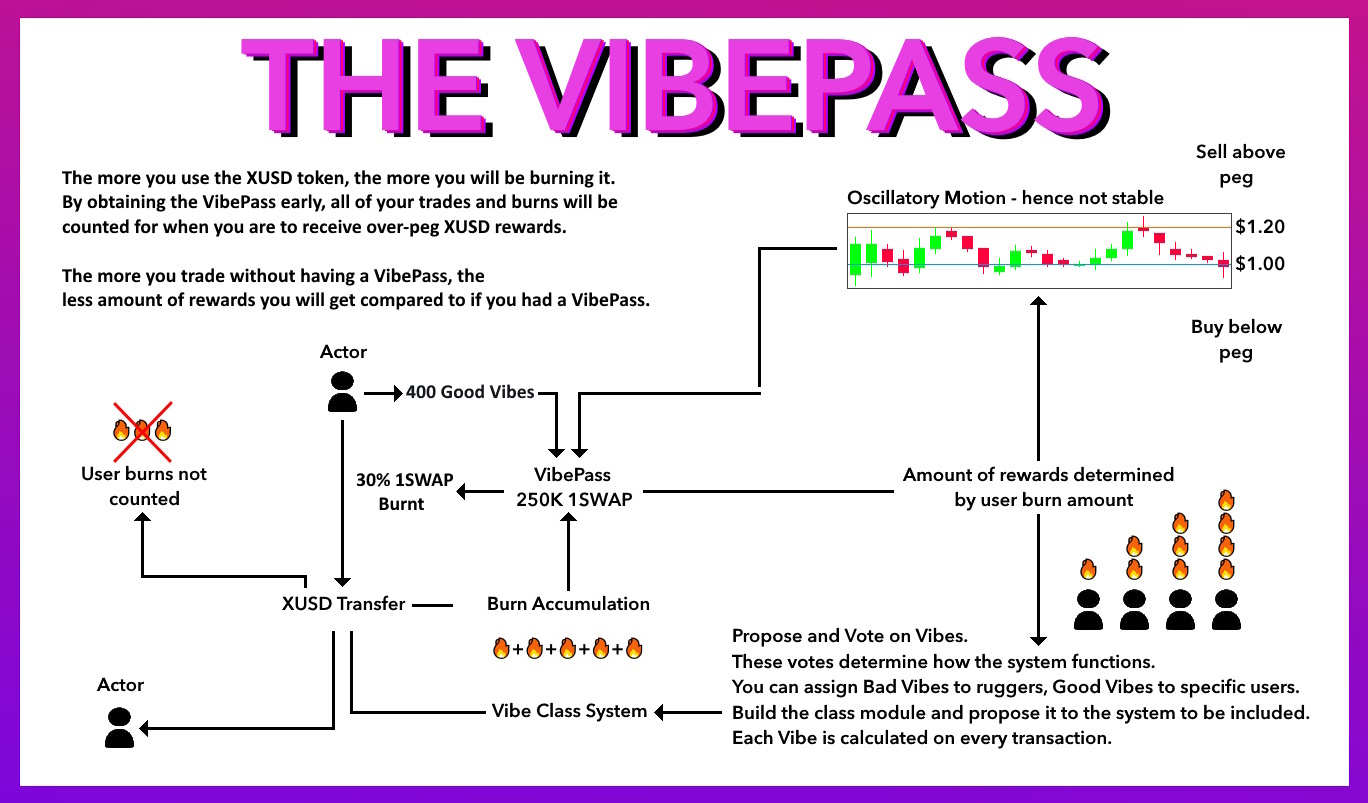 THE VIBEPASS
The more you use the XUSD token, the more you will be burning it.
By obtaining the VibePass early, all of your trades and burns will be
counted for when you are to receive over-peg XUSD rewards.
The more you trade without having a VibePass, the
less amount of rewards you will get compared to if you had a VibePass.
Sell above
peg
Oscillatory Motion - hence not stable
$1.20
$1.00
Buy below
peg
Actor
400 Good Vibes
User burns not
counted
30% 1SWAP
Burnt
VibePass
250K 1SWAP
Amount of rewards determined
by user burn amount
XUSD Transfer
Burn Accumulation
+ + + +
Propose and Vote on Vibes.
These votes determine how the system functions.
You can assign Bad Vibes to ruggers, Good Vibes to specific users.
Build the class module and propose it to the system to be included.
Each Vibe is calculated on every transaction.
Actor
Vibe Class System